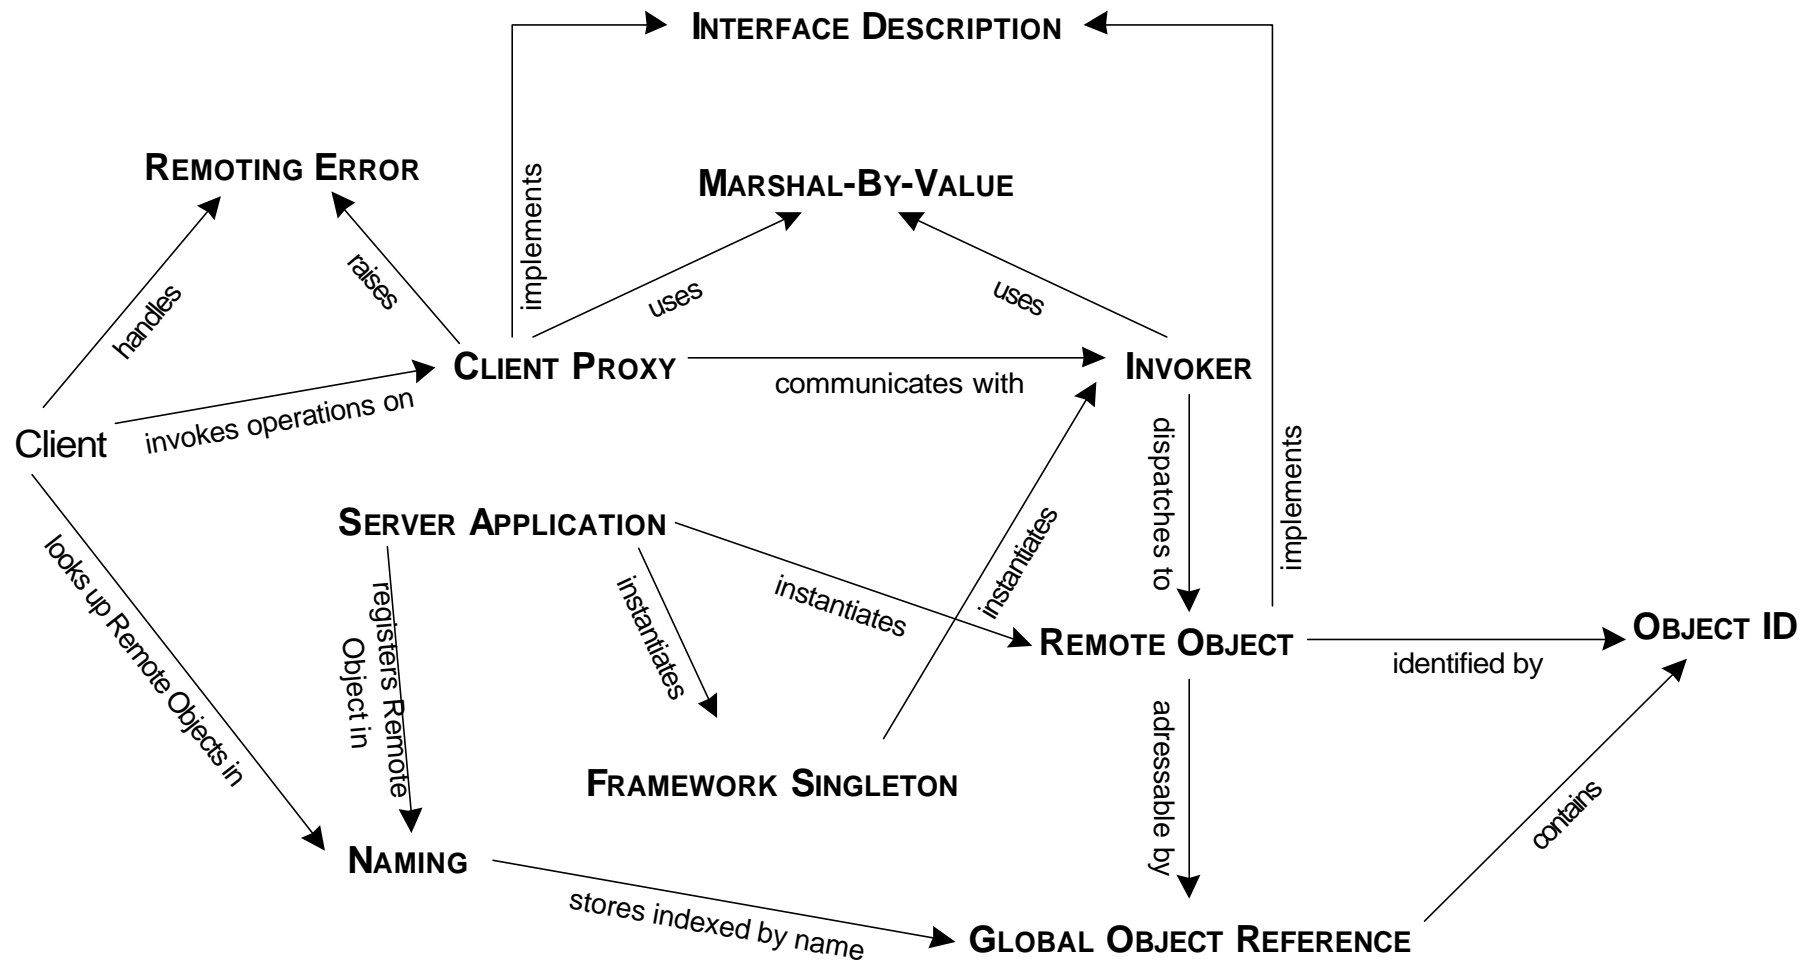 INTERFACE DESCRIPTION
REMOTING ERROR
MARSHAL-BY-VALUE
implements
raises
handles
uses
uses
CLIENT PROXY
communicates with
INVOKER
invokes operations on
Client
dispatches to
implements
SERVER APPLICATION
looks up Remote Objects in
registers Remote
Object in
instantiates
instantiates
instantiates
REMOTE OBJECT
identified by
OBJECT ID
adressable by
FRAMEWORK SINGLETON
contains
NAMING
stores indexed by name
GLOBAL OBJECT REFERENCE